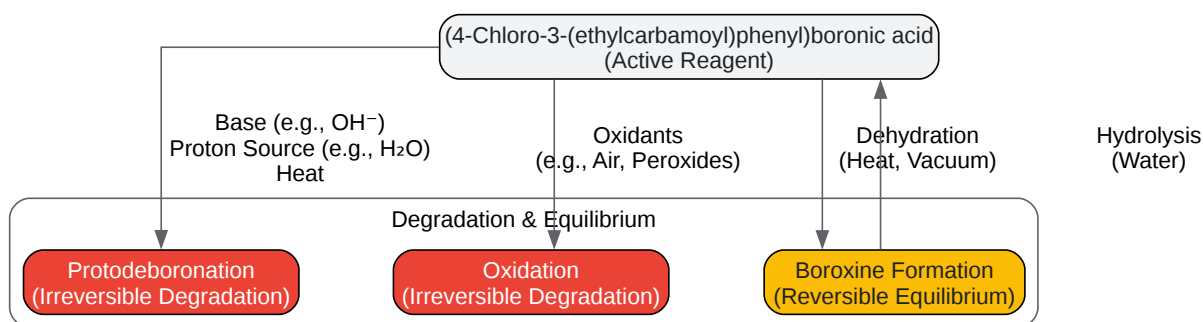 (4-Chloro-3-(ethylcarbamoyl)phenyl)boronic acid
(Active Reagent)
Base (e.g., OH⁻)
Proton Source (e.g., H₂O)
Heat
Oxidants
(e.g., Air, Peroxides)
Dehydration
(Heat, Vacuum)
Hydrolysis
(Water)
Degradation & Equilibrium
Protodeboronation
(Irreversible Degradation)
Oxidation
(Irreversible Degradation)
Boroxine Formation
(Reversible Equilibrium)